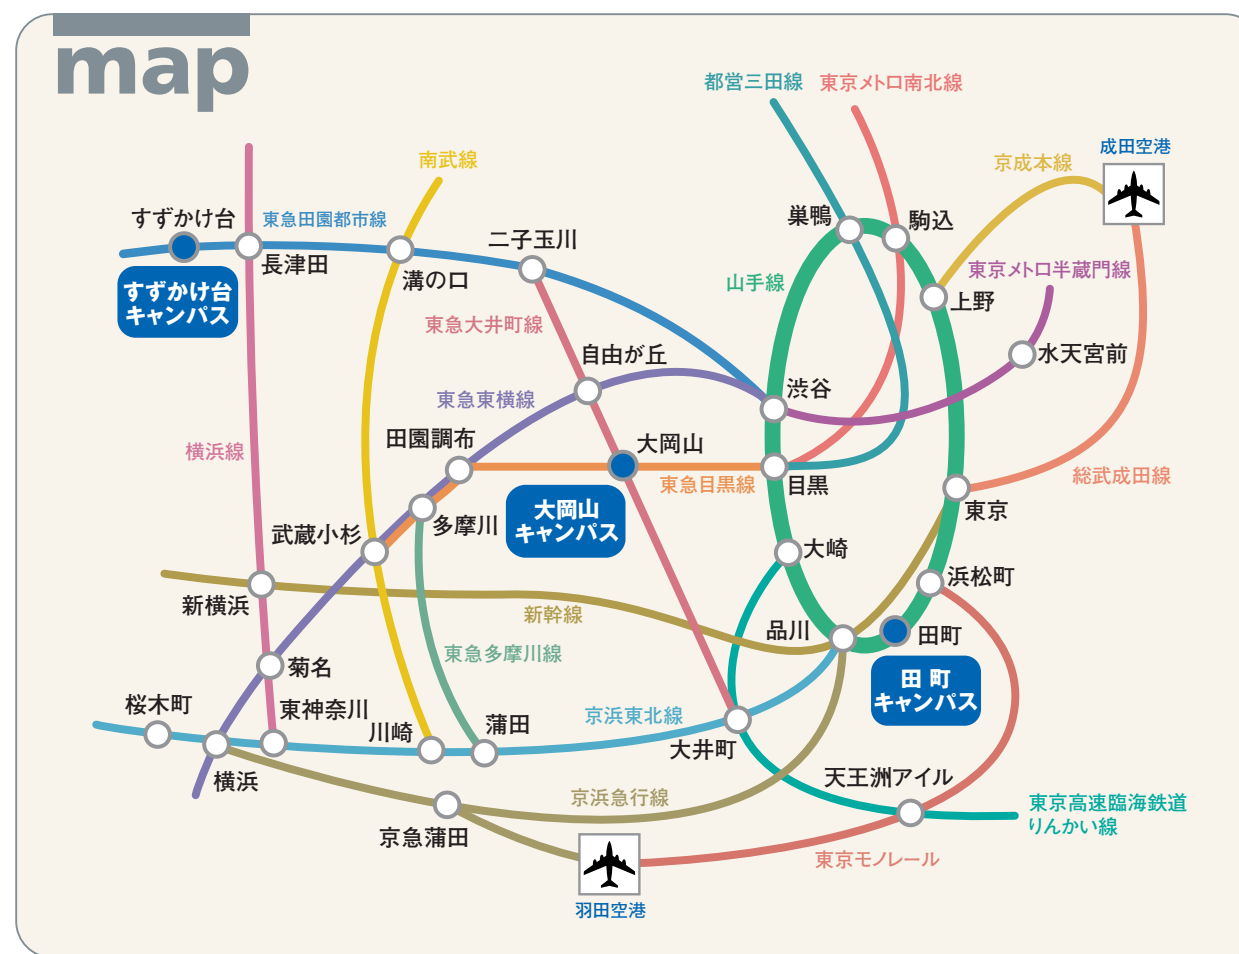 map
都営三田線
東京メトロ南北線
成田空港
京成本線
南武線
すずかけ台
東急田園都市線
二子玉川
巣鴨
駒込
長津田
溝の口
山手線
東京メトロ半蔵門線
すずかけ台
キャンパス
上野
東急大井町線
自由が丘
水天宮前
渋谷
東急東横線
田園調布
大岡山
横浜線
東急目黒線
目黒
総武成田線
大岡山
キャンパス
東京
武蔵小杉
多摩川
大崎
浜松町
新横浜
新幹線
品川
田町
東急多摩川線
菊名
田 町
キャンパス
桜木町
東神奈川
川崎
蒲田
京浜東北線
大井町
横浜
天王洲アイル
京浜急行線
東京高速臨海鉄道
りんかい線
京急蒲田
東京モノレール
羽田空港